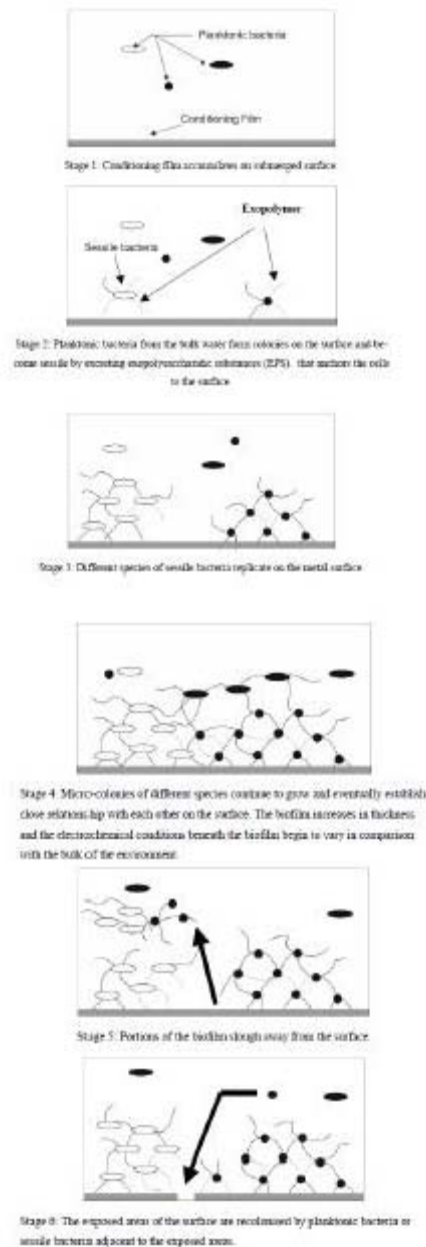 Planktonic bacteria
Conditioning Film
Stage 1: Conditioning film accumulates on submerged surface
Exopolymer
Sessile bacteria
Stage 2: Planktonic bacteria from the bulk water form colonies on the surface and be-
come sessile by excreting exopolysaccharidic substances (EPS) that anchors the cells
to the surface
Stage 3: Different species of sessile bacteria replicate on the metal surface
Stage 4: Micro-colonies of different species continue to grow and eventually establish
close relationship with each other on the surface. The biofilm increases in thickness
and the electrochemical conditions beneath the biofilm begin to vary in comparison
with the bulk of the environment
Stage 5: Portions of the biofilm slough away from the surface
Stage 6: The exposed areas of the surface are recolonised by planktonic bacteria or
sessile bacteria adjacent to the exposed areas.